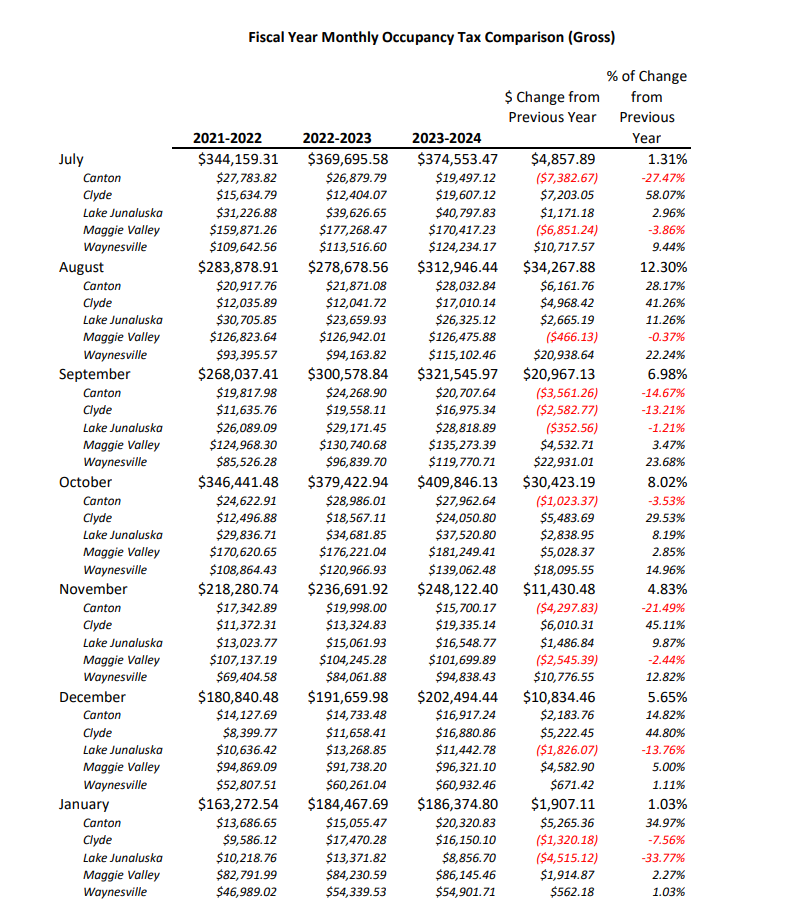 Fiscal Year Monthly Occupancy Tax Comparison (Gross)
% of Change
$ Change from from
Previous Year Previous
2021-2022 2022-2023 2023-2024 Year
July $344,159.31 $369,695.58 $374,553.47 $4,857.89 1.31%
Canton $27,783.82 $26,879.79 $19,497.12 ($7,382.67) -27.47%
Clyde $15,634.79 $12,404.07 $19,607.12 $7,203.05 58.07%
Lake Junaluska $31,226.88 $39,626.65 $40,797.83 $1,171.18 2.96%
Maggie Valley $159,871.26 $177,268.47 $170,417.23 ($6,851.24) -3.86%
Waynesville $109,642.56 $113,516.60 $124,234.17 $10,717.57 9.44%
August $283,878.91 $278,678.56 $312,946.44 $34,267.88 12.30%
Canton $20,917.76 $21,871.08 $28,032.84 $6,161.76 28.17%
Clyde $12,035.89 $12,041.72 $17,010.14 $4,968.42 41.26%
Lake Junaluska $30,705.85 $23,659.93 $26,325.12 $2,665.19 11.26%
Maggie Valley $126,823.64 $126,942.01 $126,475.88 ($466.13) -0.37%
Waynesville $93,395.57 $94,163.82 $115,102.46 $20,938.64 22.24%
September $268,037.41 $300,578.84 $321,545.97 $20,967.13 6.98%
Canton $19,817.98 $24,268.90 $20,707.64 ($3,561.26) -14.67%
Clyde $11,635.76 $19,558.11 $16,975.34 ($2,582.77) -13.21%
Lake Junaluska $26,089.09 $29,171.45 $28,818.89 ($352.56) -1.21%
Maggie Valley $124,968.30 $130,740.68 $135,273.39 $4,532.71 3.47%
Waynesville $85,526.28 $96,839.70 $119,770.71 $22,931.01 23.68%
October $346,441.48 $379,422.94 $409,846.13 $30,423.19 8.02%
Canton $24,622.91 $28,986.01 $27,962.64 ($1,023.37) -3.53%
Clyde $12,496.88 $18,567.11 $24,050.80 $5,483.69 29.53%
Lake Junaluska $29,836.71 $34,681.85 $37,520.80 $2,838.95 8.19%
Maggie Valley $170,620.65 $176,221.04 $181,249.41 $5,028.37 2.85%
Waynesville $108,864.43 $120,966.93 $139,062.48 $18,095.55 14.96%
November $218,280.74 $236,691.92 $248,122.40 $11,430.48 4.83%
Canton $17,342.89 $19,998.00 $15,700.17 ($4,297.83) -21.49%
Clyde $11,372.31 $13,324.83 $19,335.14 $6,010.31 45.11%
Lake Junaluska $13,023.77 $15,061.93 $16,548.77 $1,486.84 9.87%
Maggie Valley $107,137.19 $104,245.28 $101,699.89 ($2,545.39) -2.44%
Waynesville $69,404.58 $84,061.88 $94,838.43 $10,776.55 12.82%
December $180,840.48 $191,659.98 $202,494.44 $10,834.46 5.65%
Canton $14,127.69 $14,733.48 $16,917.24 $2,183.76 14.82%
Clyde $8,399.77 $11,658.41 $16,880.86 $5,222.45 44.80%
Lake Junaluska $10,636.42 $13,268.85 $11,442.78 ($1,826.07) -13.76%
Maggie Valley $94,869.09 $91,738.20 $96,321.10 $4,582.90 5.00%
Waynesville $52,807.51 $60,261.04 $60,932.46 $671.42 1.11%
January $163,272.54 $184,467.69 $186,374.80 $1,907.11 1.03%
Canton $13,686.65 $15,055.47 $20,320.83 $5,265.36 34.97%
Clyde $9,586.12 $17,470.28 $16,150.10 ($1,320.18) -7.56%
Lake Junaluska $10,218.76 $13,371.82 $8,856.70 ($4,515.12) -33.77%
Maggie Valley $82,791.99 $84,230.59 $86,145.46 $1,914.87 2.27%
Waynesville $46,989.02 $54,339.53 $54,901.71 $562.18 1.03%